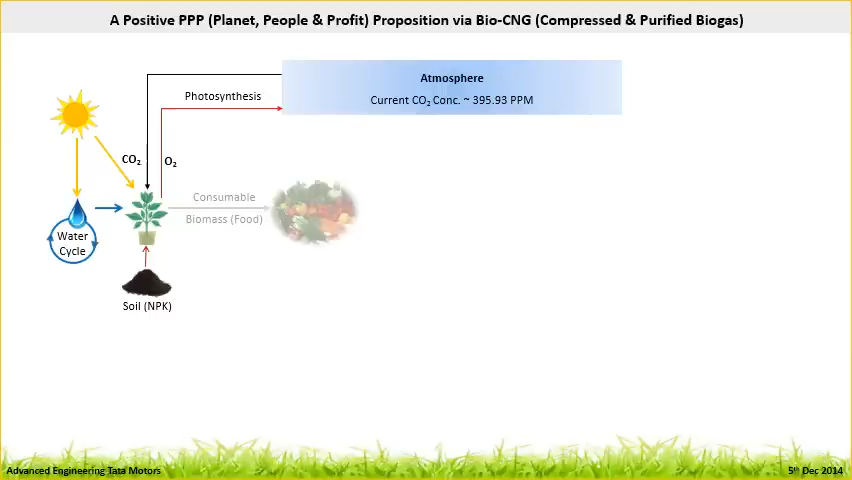 A Positive PPP (Planet, People & Profit) Proposition via Bio-CNG (Compressed & Purified Biogas)
Atmosphere
Current CO₂ Conc. ~ 395.93 PPM
Photosynthesis
CO₂
O₂
Consumable
Biomass (Food)
Water
Cycle
Soil (NPK)
Advanced Engineering Tata Motors
5th Dec 2014